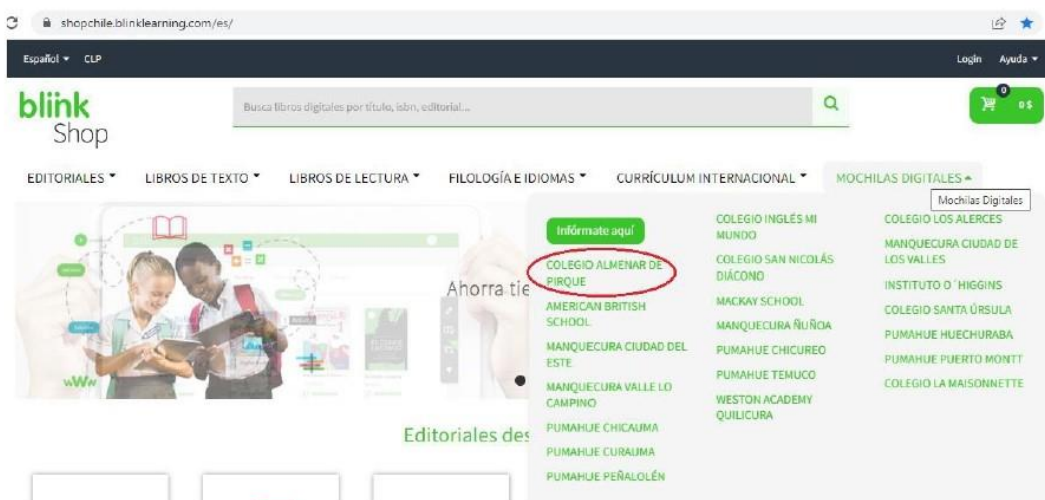 shopchile.blinklearning.com/es/
Español CLP
Login Ayuda
blink
Shop
Busca libros digitales por título, isbn, editorial...
0
0 $
EDITORIALES LIBROS DE TEXTO LIBROS DE LECTURA FILOLOGÍA E IDIOMAS CURRÍCULUM INTERNACIONAL MOCHILAS DIGITALES
Mochilas Digitales
Ahorra tie
Infórmate aquí
COLEGIO ALMENAR DE
PIRQUE
AMERICAN BRITISH
SCHOOL
MANQUECURA CIUDAD DEL
ESTE
MANQUECURA VALLE LO
CAMPINO
PUMAHUE CHICAUMA
PUMAHUE CURAUMA
PUMAHUE PEÑALOLÉN
COLEGIO INGLÉS MI
MUNDO
COLEGIO SAN NICOLÁS
DIÁCONO
MACKAY SCHOOL
MANQUECURA ÑUÑOA
PUMAHUE CHICUREO
PUMAHUE TEMUCO
WESTON ACADEMY
QUILICURA
COLEGIO LOS ALERCES
MANQUECURA CIUDAD DE
LOS VALLES
INSTITUTO O´HIGGINS
COLEGIO SANTA ÚRSULA
PUMAHUE HUECHURABA
PUMAHUE PUERTO MONTT
COLEGIO LA MAISONNETTE
Editoriales des